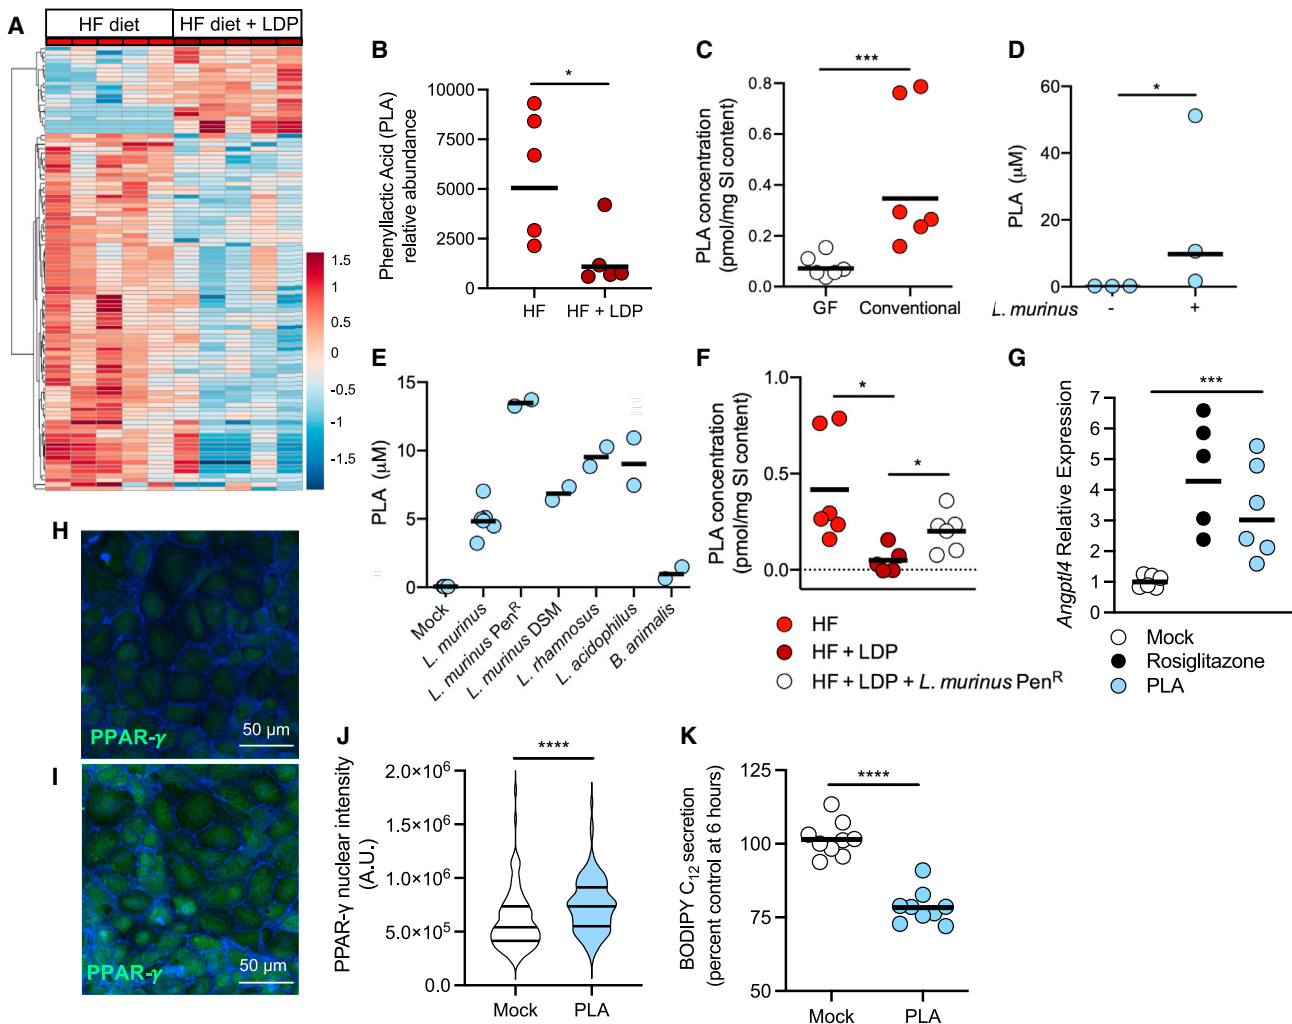 A
HF diet
HF diet + LDP
1.5
1
0.5
0
-0.5
-1
-1.5
B
Phenyllactic Acid (PLA)
relative abundance
10000
7500
5000
2500
0
*
HF
HF + LDP
C
PLA concentration
(pmol/mg SI content)
0.8
0.6
0.4
0.2
0.0
***
GF
Conventional
D
PLA (μM)
60
40
20
0
*
L. murinus
-
+
E
PLA (μM)
15
10
5
0
Mock
L. murinus
L. murinus Penᴿ
L. murinus DSM
L. rhamnosus
L. acidophilus
B. animalis
F
PLA concentration
(pmol/mg SI content)
1.0
0.5
0.0
*
*
HF
HF + LDP
HF + LDP + L. murinus Penᴿ
G
Angptl4 Relative Expression
7
6
5
4
3
2
1
0
***
Mock
Rosiglitazone
PLA
H
PPAR-γ
50 μm
I
PPAR-γ
50 μm
J
PPAR-γ nuclear intensity
(A.U.)
2.0×10⁶
1.5×10⁶
1.0×10⁶
5.0×10⁵
0.0
****
Mock
PLA
K
BODIPY C₁₂ secretion
(percent control at 6 hours)
125
100
75
50
****
Mock
PLA